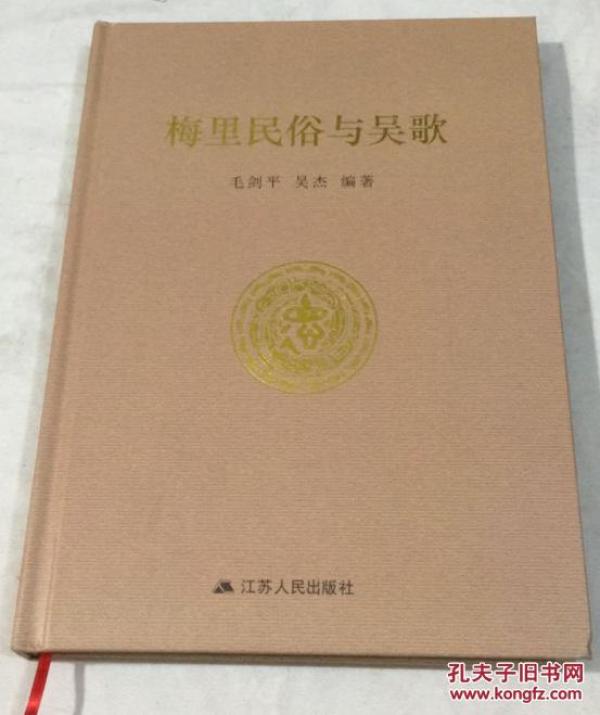 梅里民俗与吴歌
毛剑平 吴杰 编著
江苏人民出版社
孔夫子旧书网
www.kongfz.com